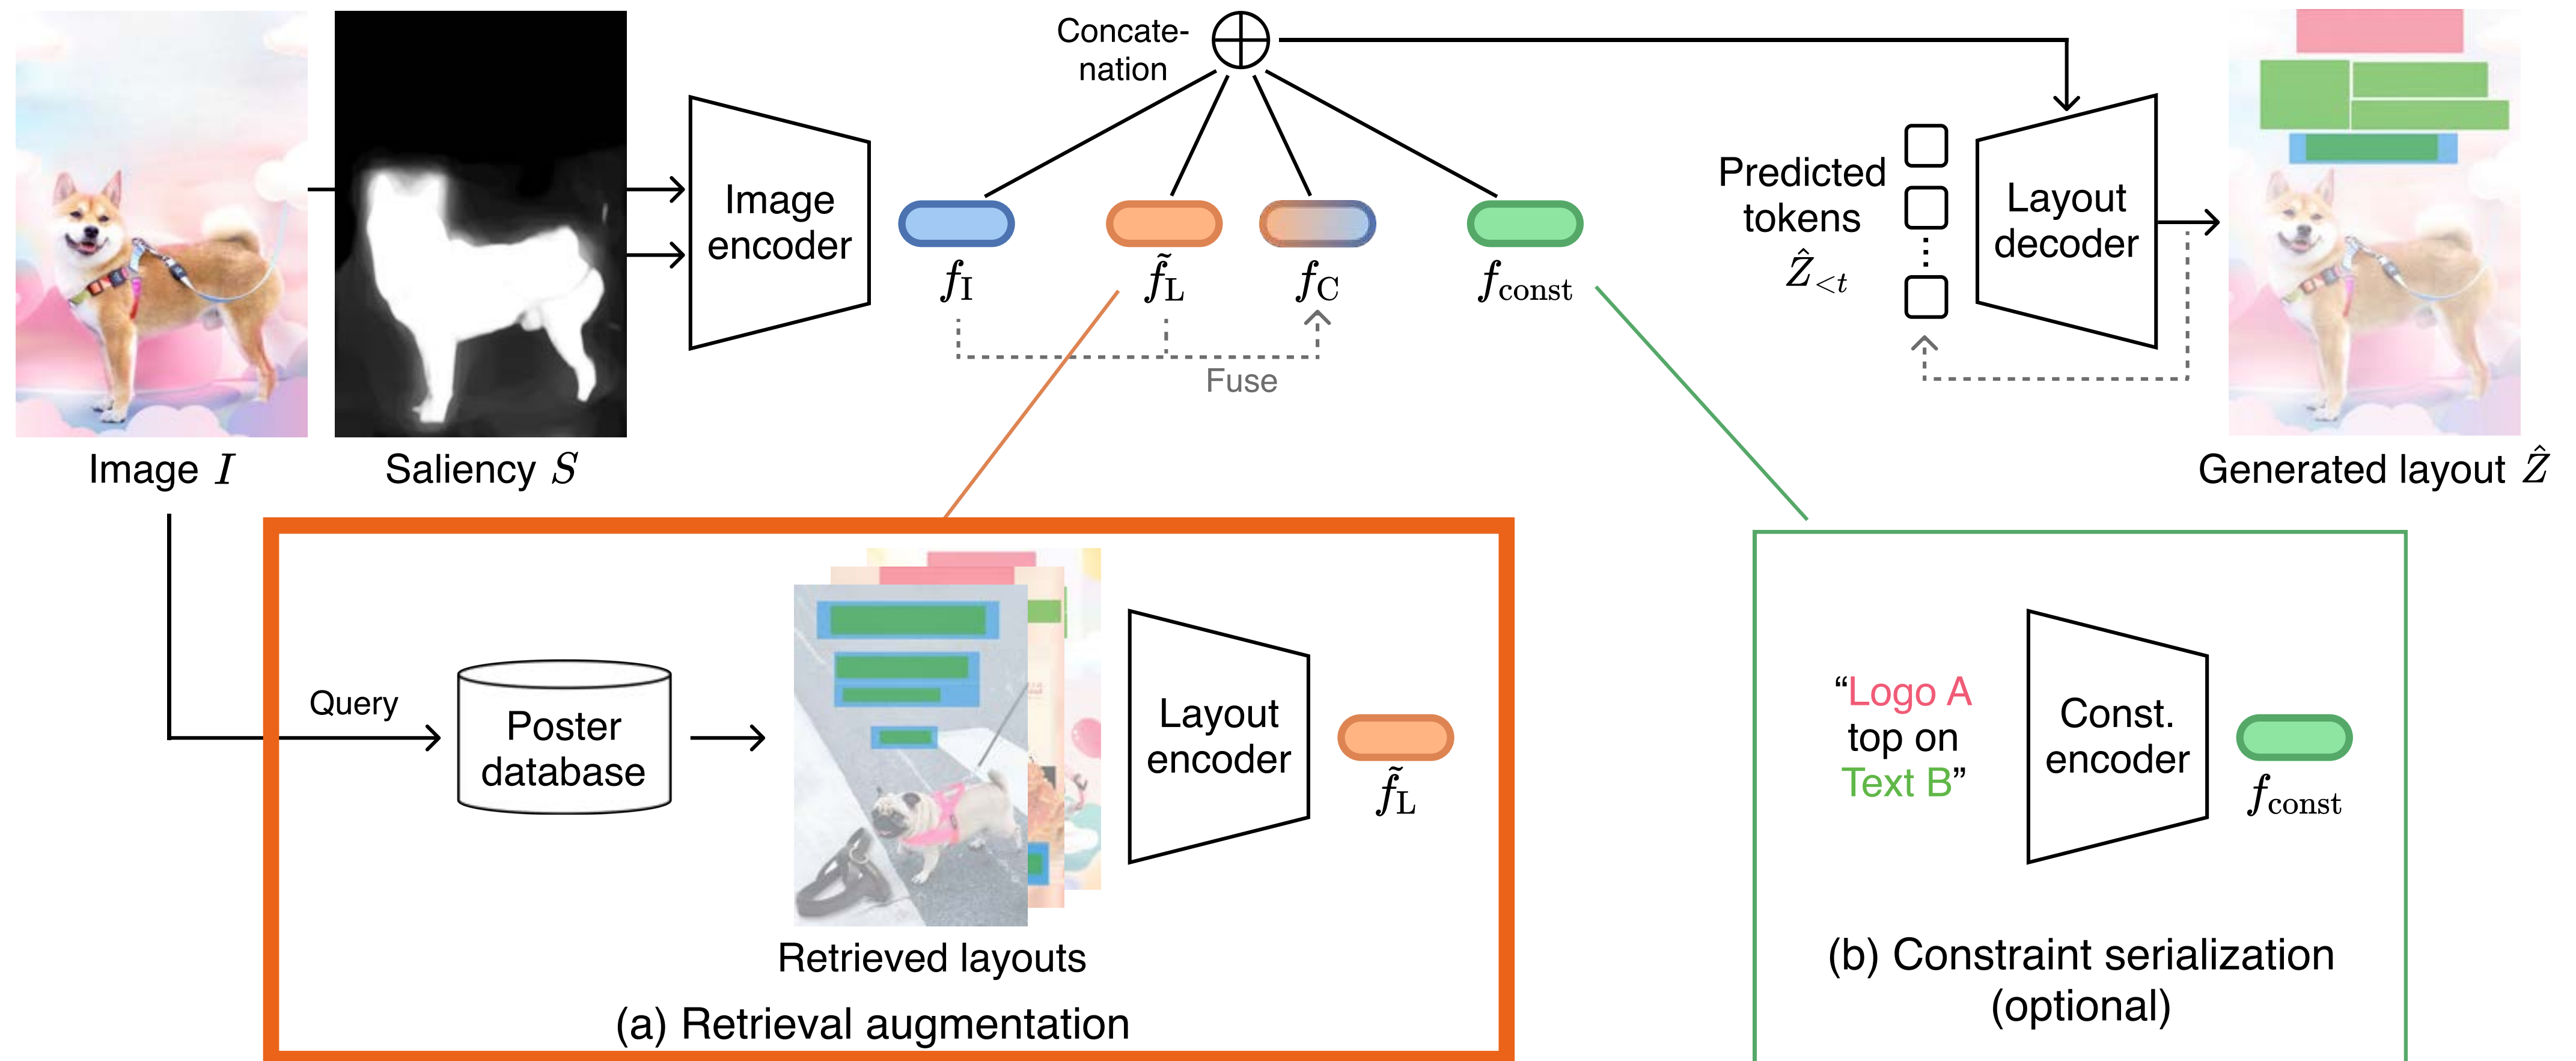 Concate-
nation
Image
encoder
f_I
f̃_L
f_C
f_const
Fuse
Predicted
tokens
Ẑ_{<t}
Layout
decoder
Image I
Saliency S
Generated layout Ẑ
Query
Poster
database
Retrieved layouts
Layout
encoder
f̃_L
(a) Retrieval augmentation
“Logo A
top on
Text B”
Const.
encoder
f_const
(b) Constraint serialization
(optional)